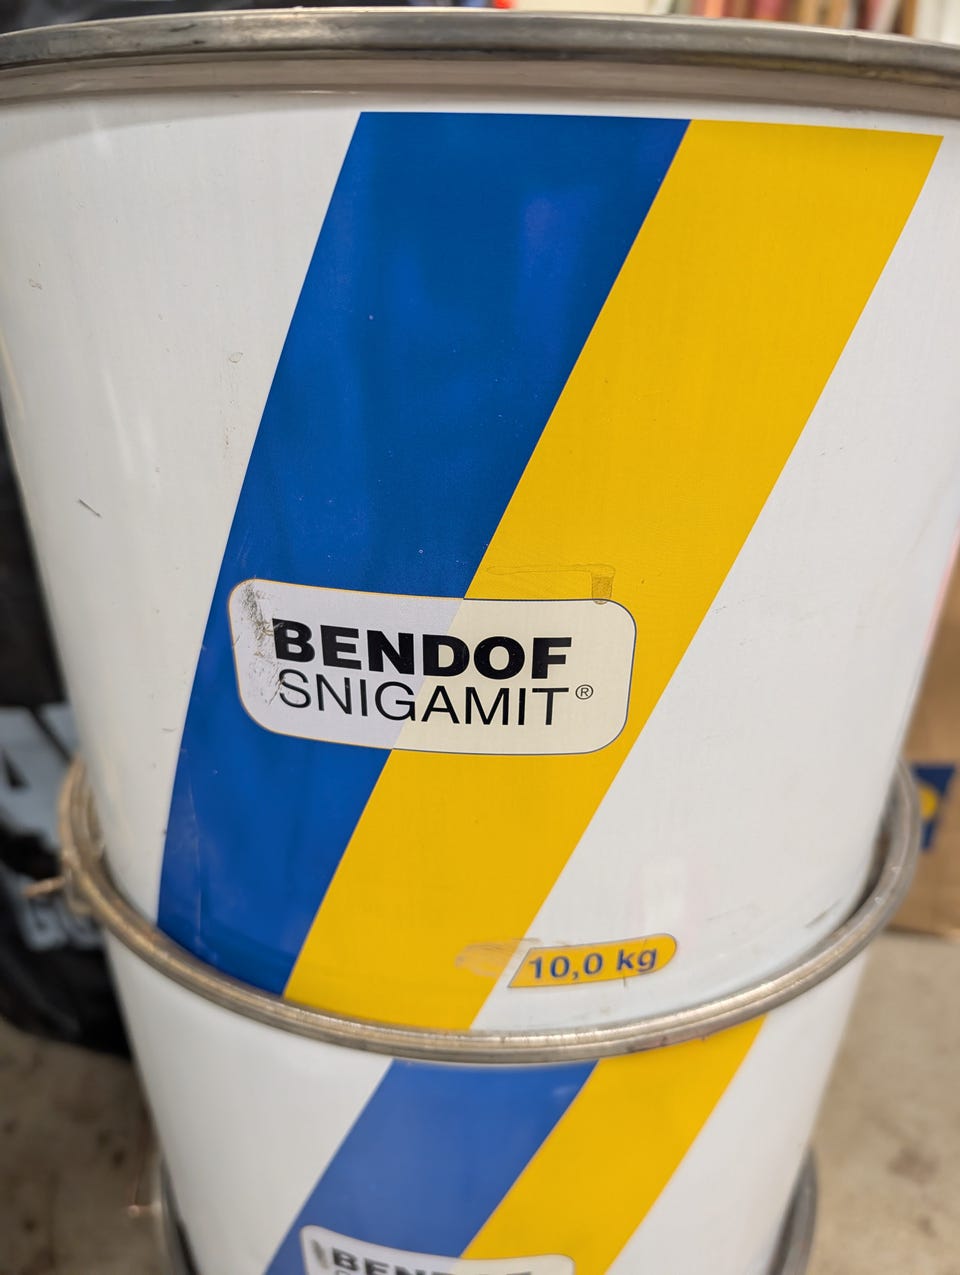 BENDOF
SNIGAMIT®
10,0 kg